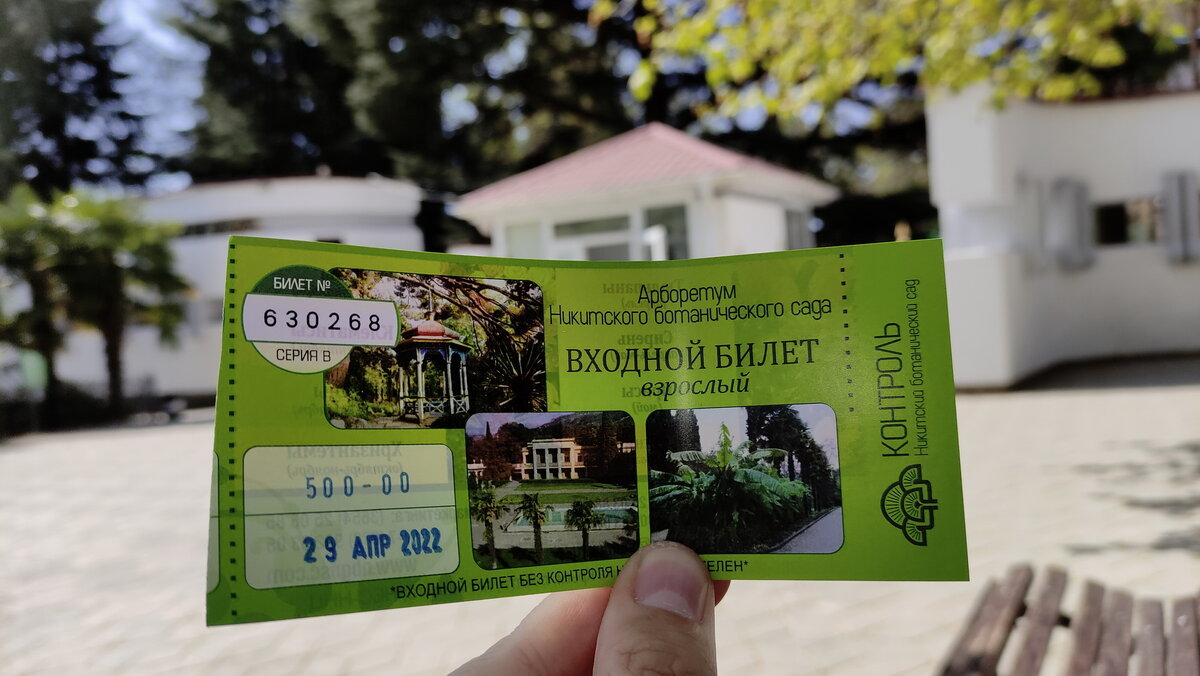 БИЛЕТ №
630268
СЕРИЯ В
Арборетум
Никитского ботанического сада
ВХОДНОЙ БИЛЕТ
взрослый
500-00
29 АПР 2022
*ВХОДНОЙ БИЛЕТ БЕЗ КОНТРОЛЯ
КОНТРОЛЬ
Никитский ботанический сад